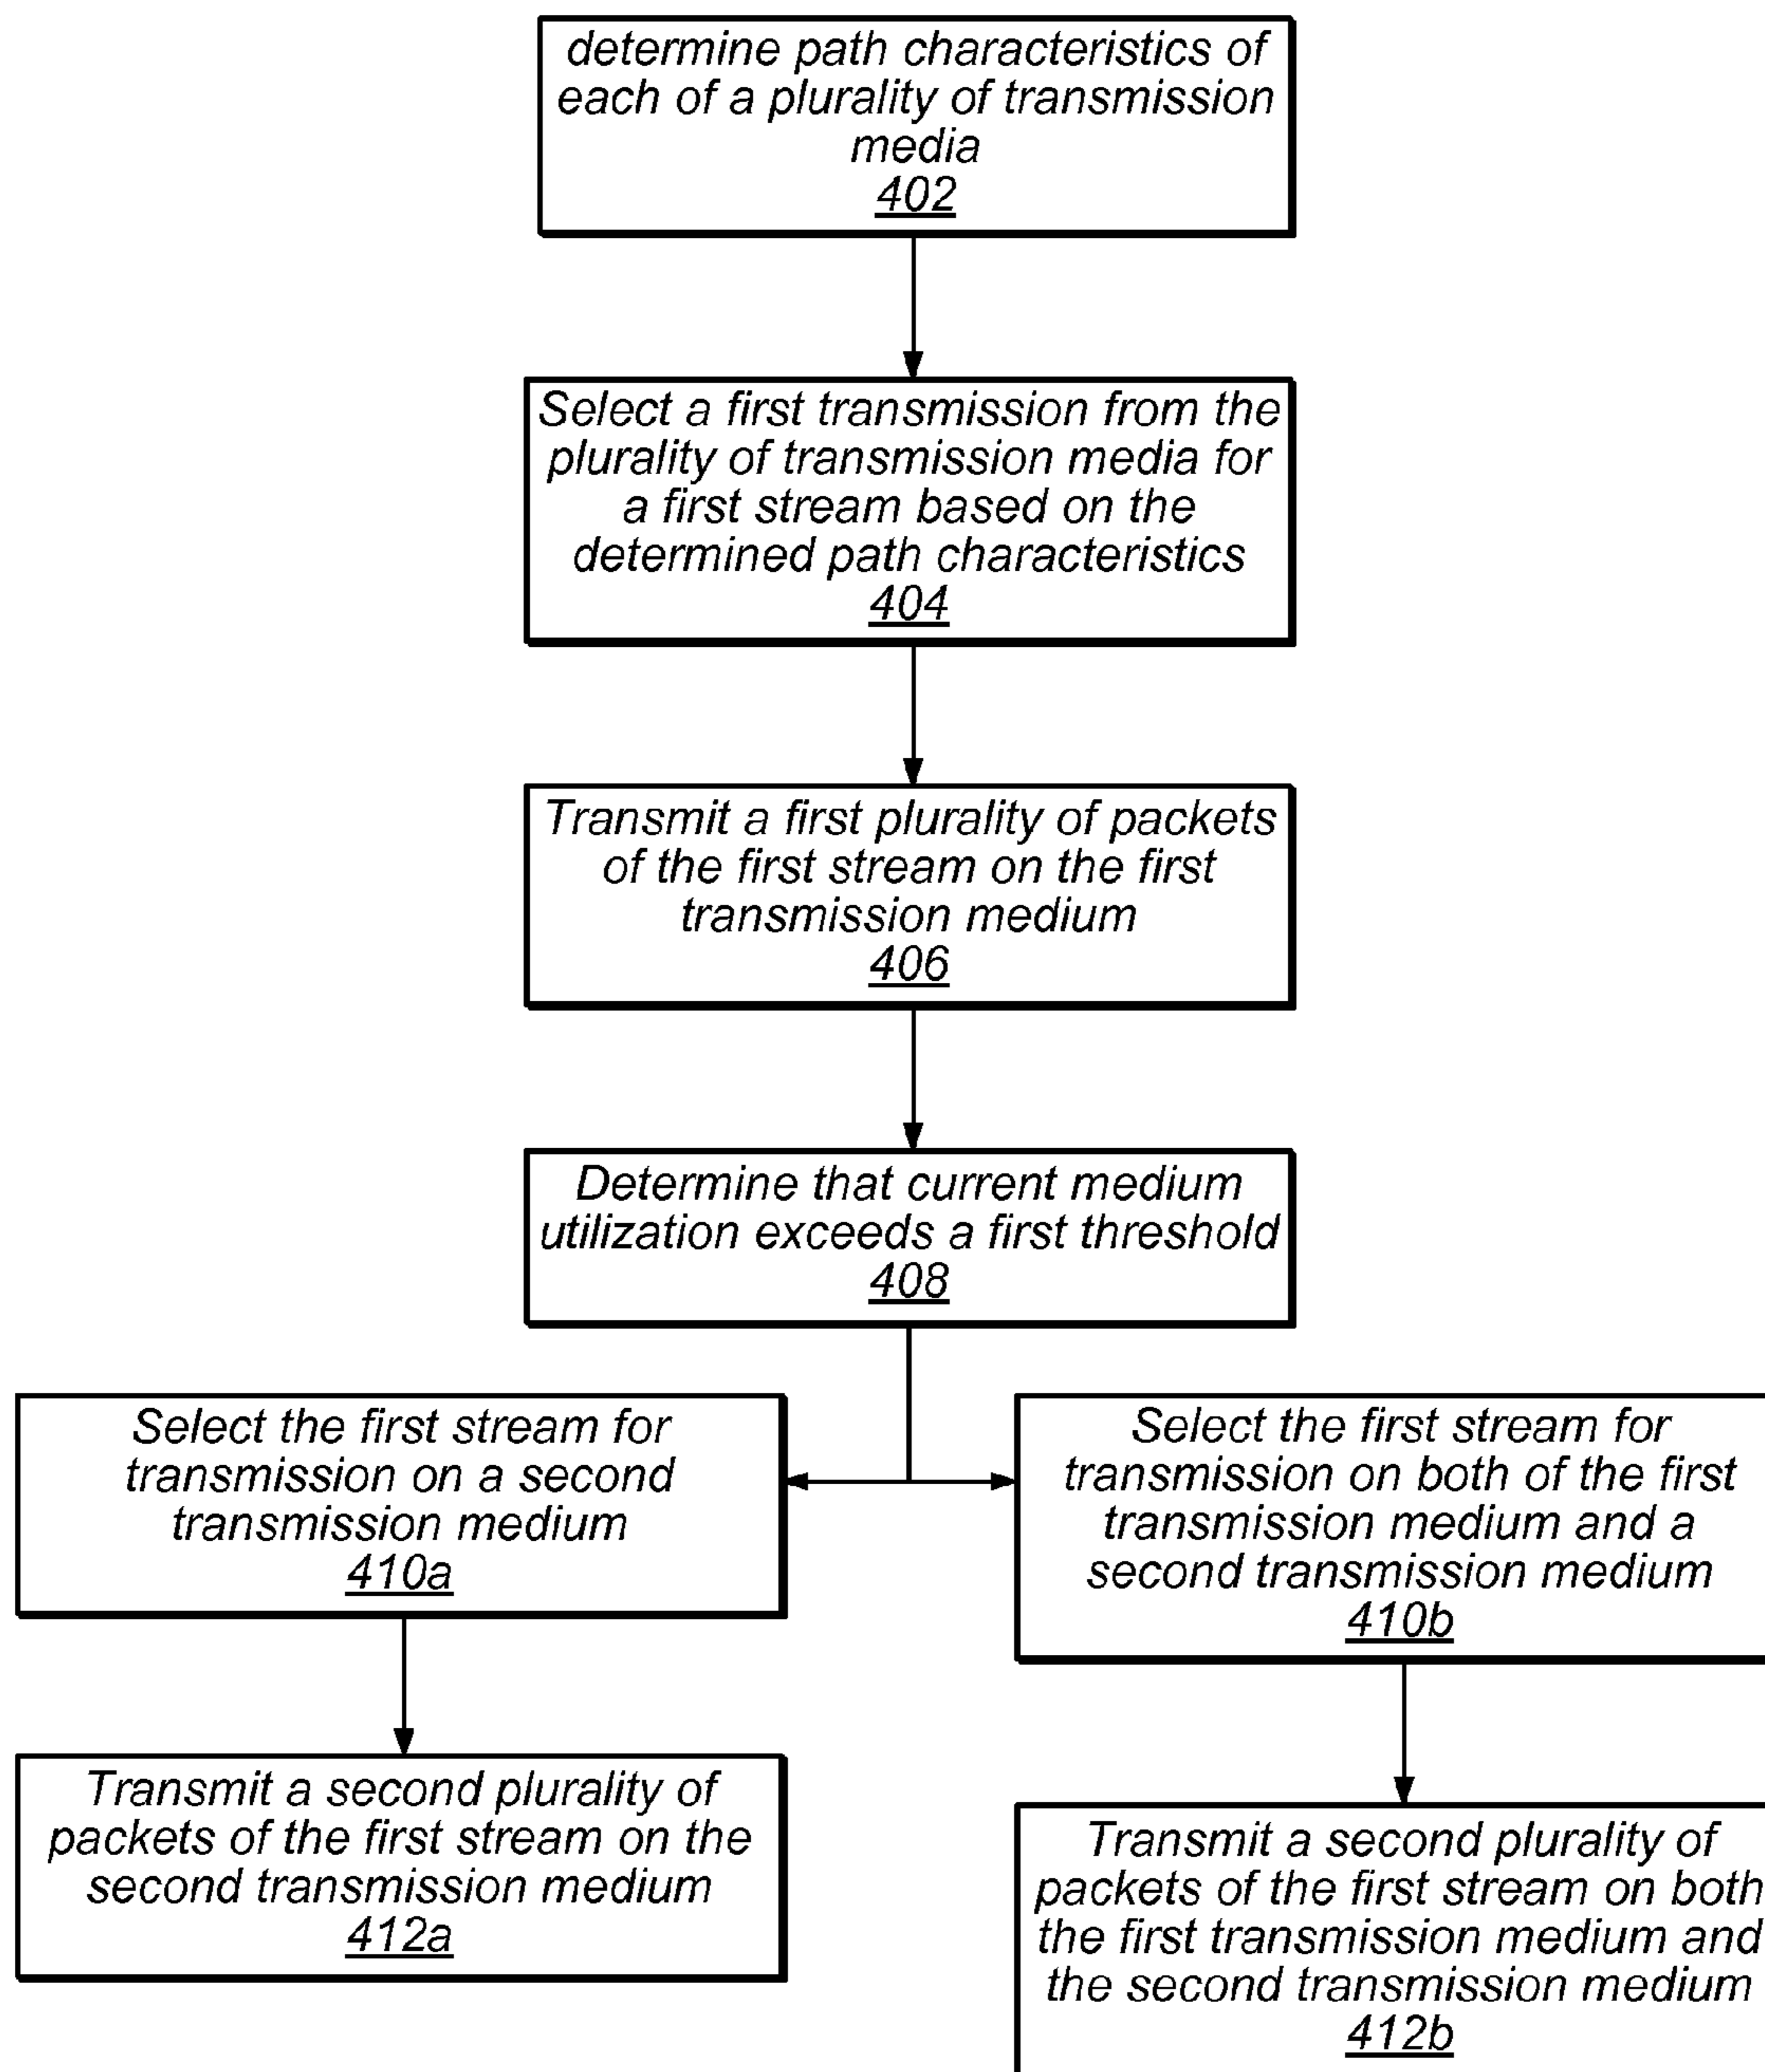 determine path characteristics of
each of a plurality of transmission
media
402
Select a first transmission from the
plurality of transmission media for
a first stream based on the
determined path characteristics
404
Transmit a first plurality of packets
of the first stream on the first
transmission medium
406
Determine that current medium
utilization exceeds a first threshold
408
Select the first stream for
transmission on a second
transmission medium
410a
Select the first stream for
transmission on both of the first
transmission medium and a
second transmission medium
410b
Transmit a second plurality of
packets of the first stream on the
second transmission medium
412a
Transmit a second plurality of
packets of the first stream on both
the first transmission medium and
the second transmission medium
412b